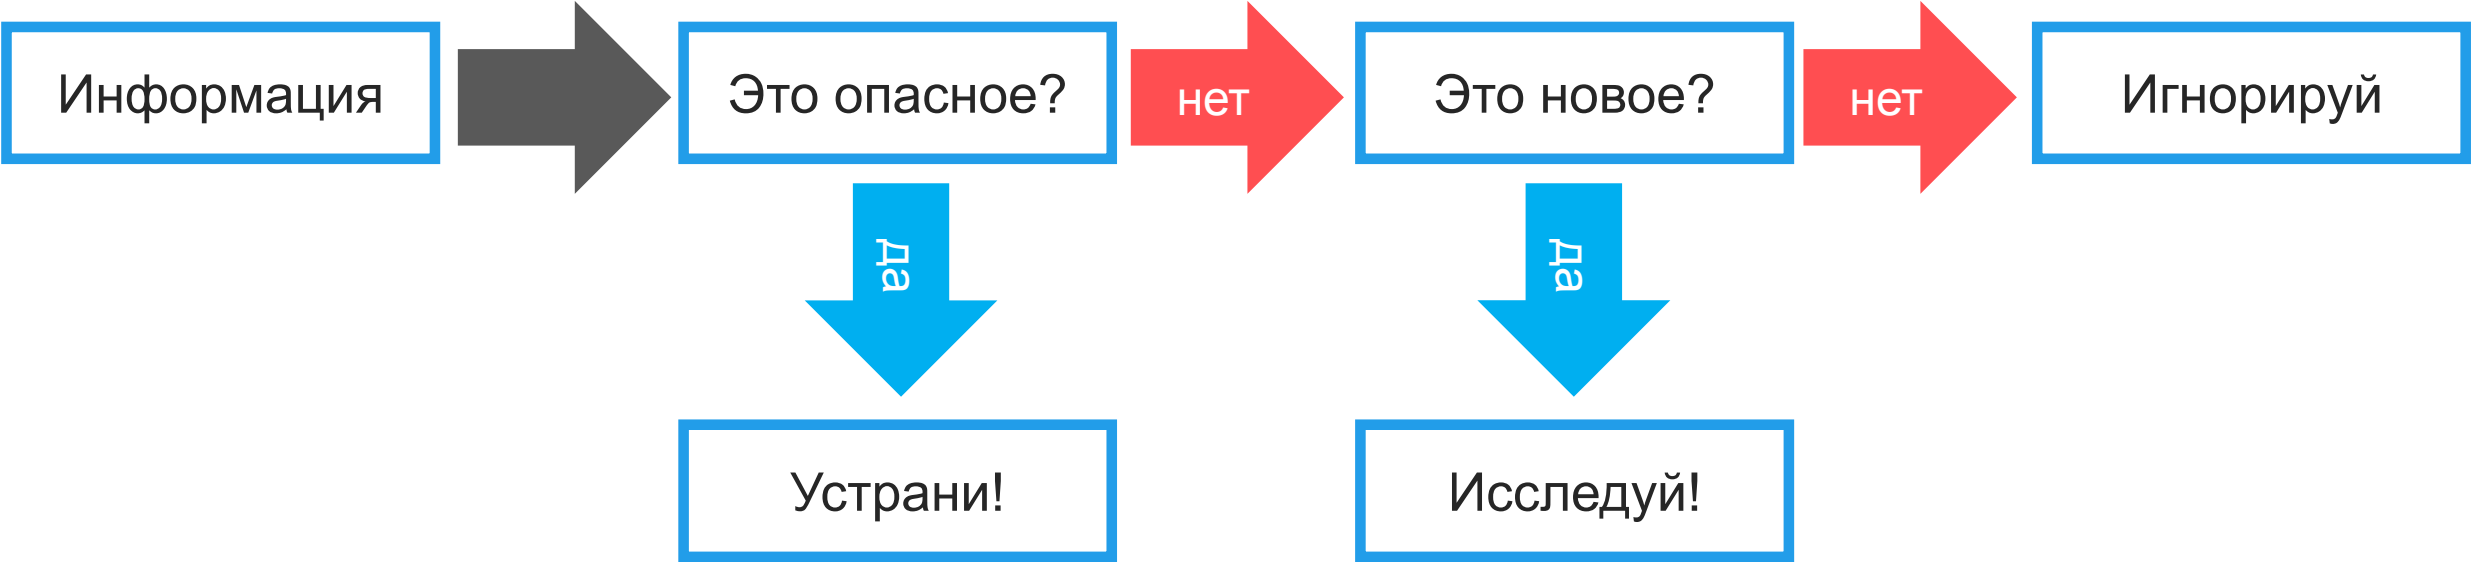 Информация
Это опасное?
нет
Это новое?
нет
Игнорируй
да
да
Устрани!
Исследуй!